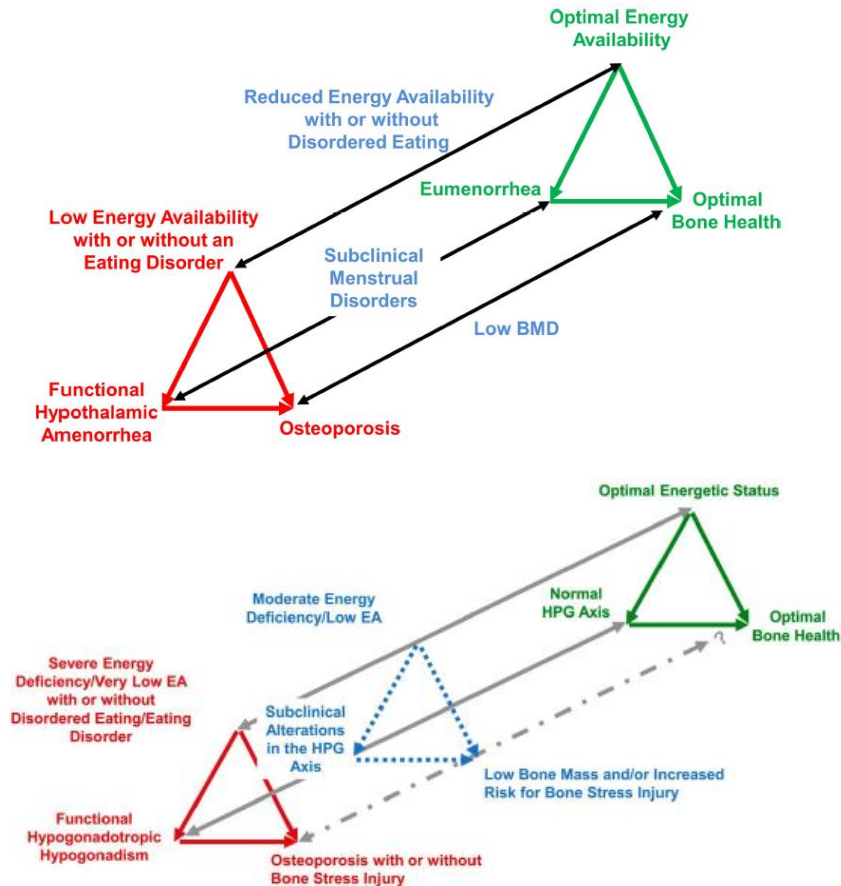 Optimal Energy
Availability
Reduced Energy Availability
with or without
Disordered Eating
Eumenorrhea
Optimal
Bone Health
Low Energy Availability
with or without an
Eating Disorder
Subclinical
Menstrual
Disorders
Low BMD
Functional
Hypothalamic
Amenorrhea
Osteoporosis
Optimal Energetic Status
Moderate Energy
Deficiency/Low EA
Normal
HPG Axis
Optimal
Bone Health
?
Severe Energy
Deficiency/Very Low EA
with or without
Disordered Eating/Eating
Disorder
Subclinical
Alterations
in the HPG
Axis
Low Bone Mass and/or Increased
Risk for Bone Stress Injury
Functional
Hypogonadotropic
Hypogonadism
Osteoporosis with or without
Bone Stress Injury